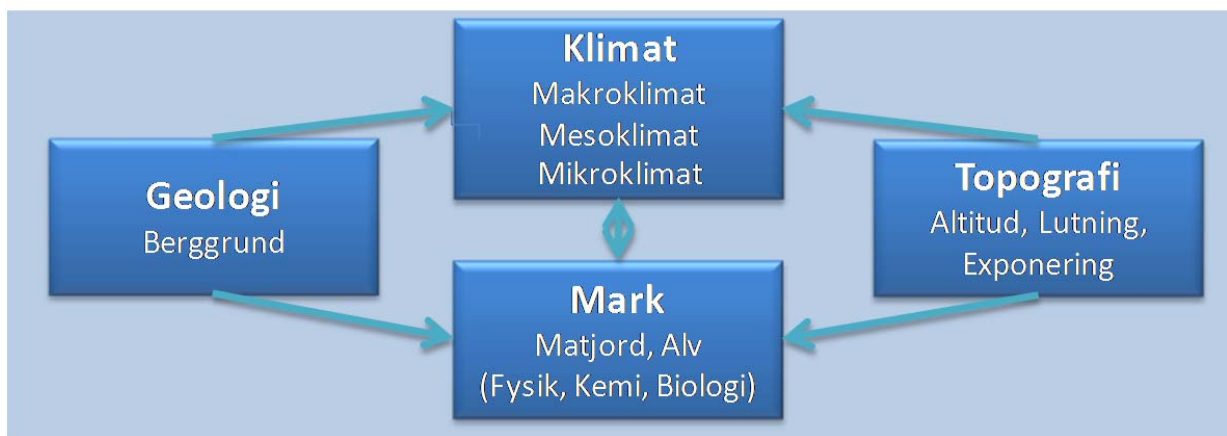 Klimat
Makroklimat
Mesoklimat
Mikroklimat
Geologi
Berggrund
Topografi
Altitud, Lutning,
Exponering
Mark
Matjord, Alv
(Fysik, Kemi, Biologi)